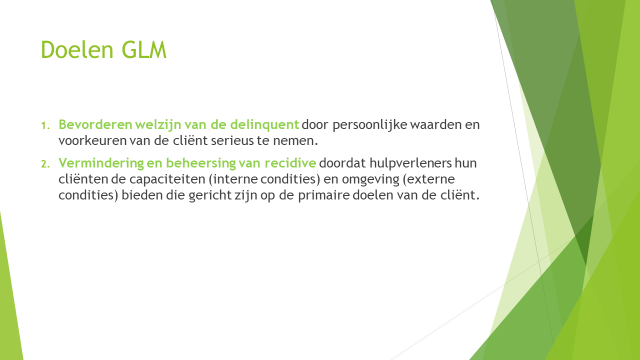 Doelen GLM
1. Bevorderen welzijn van de delinquent door persoonlijke waarden en
voorkeuren van de cliënt serieus te nemen.
2. Vermindering en beheersing van recidive doordat hulpverleners hun
cliënten de capaciteiten (interne condities) en omgeving (externe
condities) bieden die gericht zijn op de primaire doelen van de cliënt.